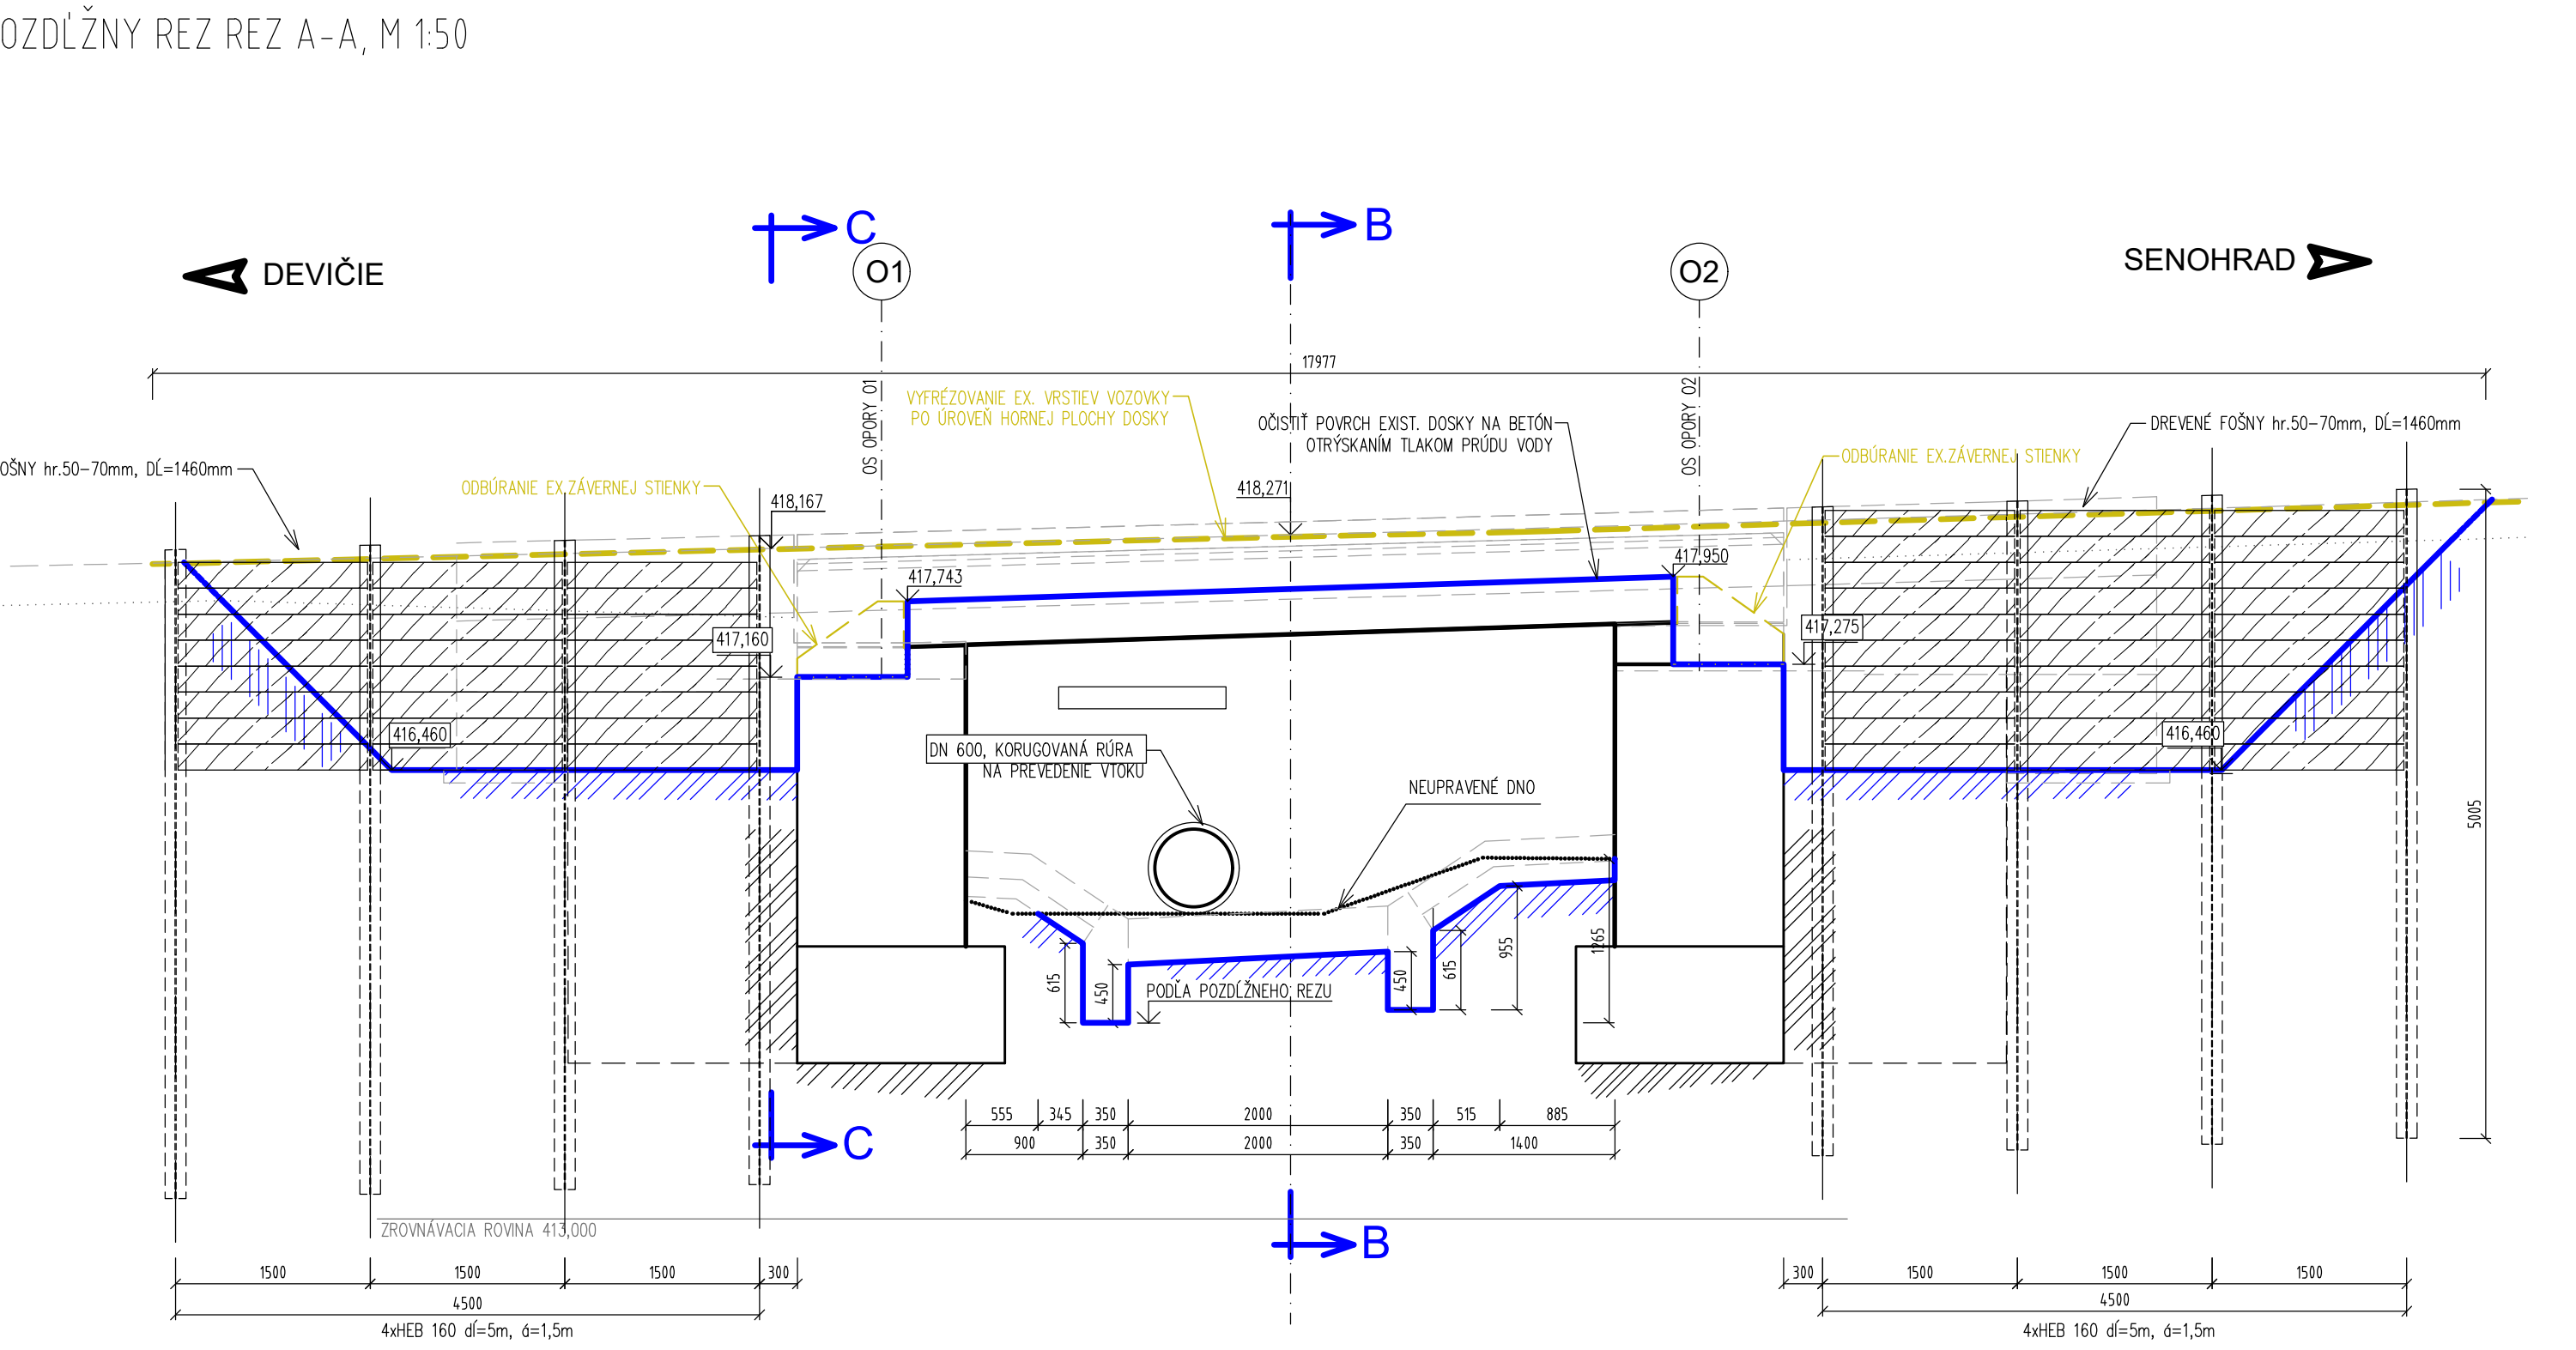 OZDĹŽNY REZ REZ A-A, M 1:50
C
B
DEVIČIE
O1
O2
SENOHRAD
17977
OS OPORY O1
OS OPORY O2
VYFRÉZOVANIE EX. VRSTIEV VOZOVKY
PO ÚROVEŇ HORNEJ PLOCHY DOSKY
OČISTIŤ POVRCH EXIST. DOSKY NA BETÓN
OTRÝSKANÍM TLAKOM PRÚDU VODY
DREVENÉ FOŠNY hr.50-70mm, DĹ=1460mm
OŠNY hr.50-70mm, DĹ=1460mm
ODBÚRANIE EX.ZÁVERNEJ STIENKY
ODBÚRANIE EX.ZÁVERNEJ STIENKY
418,167
418,271
417,743
417,950
417,160
417,275
416,460
416,460
DN 600, KORUGOVANÁ RÚRA
NA PREVEDENIE VTOKU
NEUPRAVENÉ DNO
5005
615
450
PODĽA POZDĹŽNEHO REZU
450
615
955
1265
555 345 350 2000 350 515 885
900 350 2000 350 1400
C
B
ZROVNÁVACIA ROVINA 413,000
1500 1500 1500 300
300 1500 1500 1500
4500
4500
4xHEB 160 dĺ=5m, á=1,5m
4xHEB 160 dĺ=5m, á=1,5m